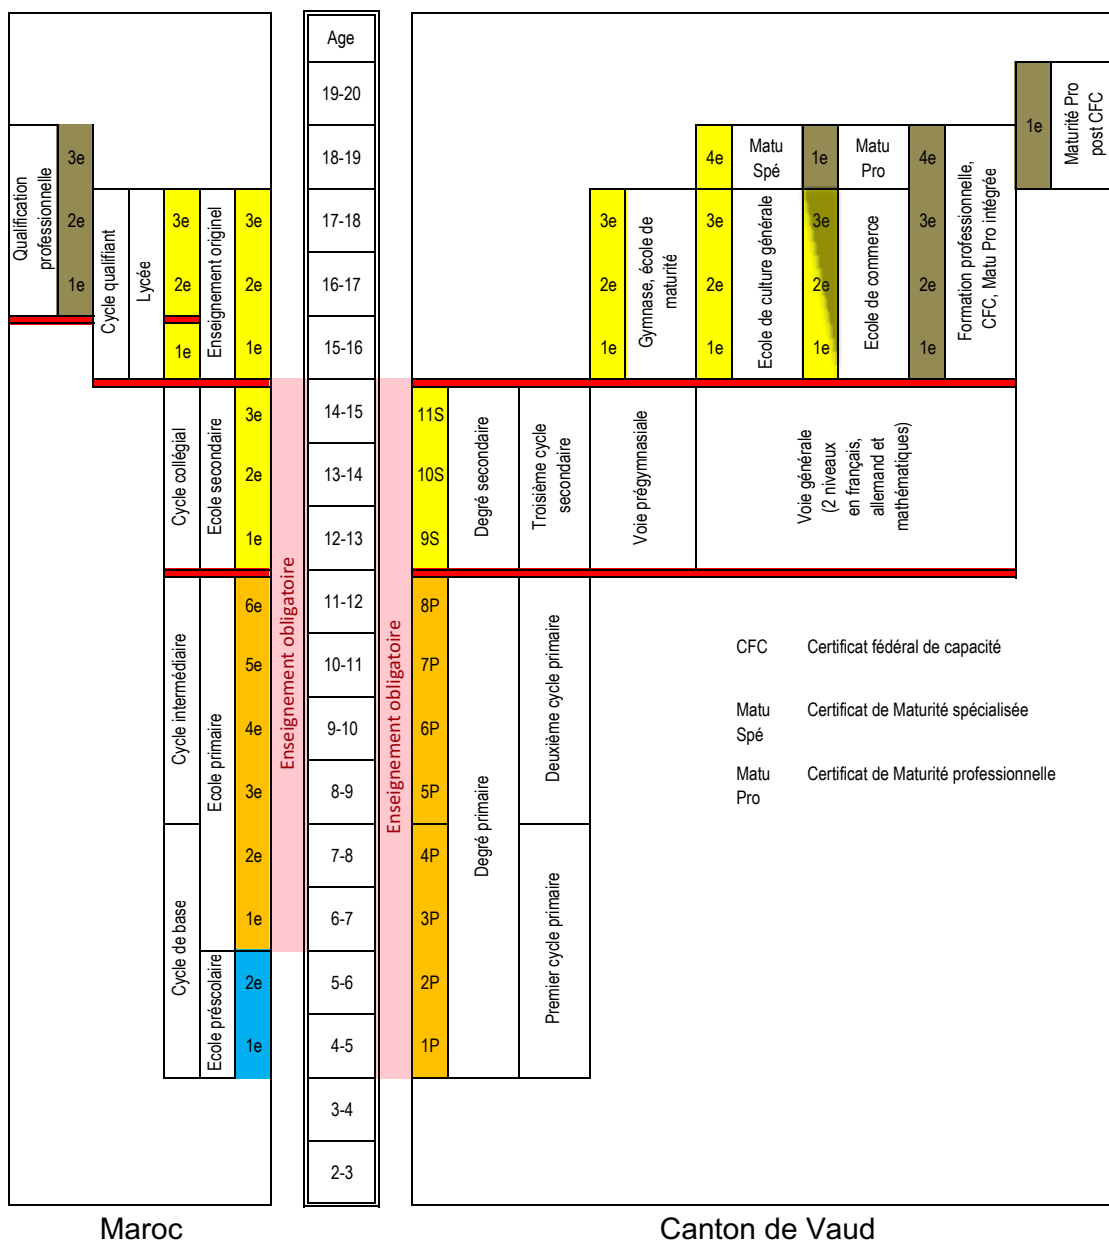 Age
19-20
18-19
17-18
16-17
15-16
14-15
13-14
12-13
11-12
10-11
9-10
8-9
7-8
6-7
5-6
4-5
3-4
2-3
Qualification
professionnelle
3e
2e
1e
Cycle qualifiant
Lycée
3e
2e
1e
Enseignement originel
3e
2e
1e
Cycle collégial
Ecole secondaire
3e
2e
1e
Cycle intermédiaire
Ecole primaire
6e
5e
4e
3e
2e
1e
Cycle de base
Ecole préscolaire
2e
1e
Enseignement obligatoire
Enseignement obligatoire
1e
Maturité Pro
post CFC
4e
Matu
Spé
1e
Matu
Pro
4e
Formation professionnelle,
CFC, Matu Pro intégrée
3e
2e
1e
Gymnase, école de
maturité
3e
2e
1e
Ecole de culture générale
3e
2e
1e
Ecole de commerce
3e
2e
1e
11S
10S
9S
Degré secondaire
Troisième cycle
secondaire
Voie prégymnasiale
Voie générale
(2 niveaux
en français,
allemand et
mathématiques)
8P
7P
6P
5P
4P
3P
2P
1P
Degré primaire
Deuxième cycle primaire
Premier cycle primaire
CFC Certificat fédéral de capacité
Matu Certificat de Maturité spécialisée
Spé
Matu Certificat de Maturité professionnelle
Pro
Maroc
Canton de Vaud